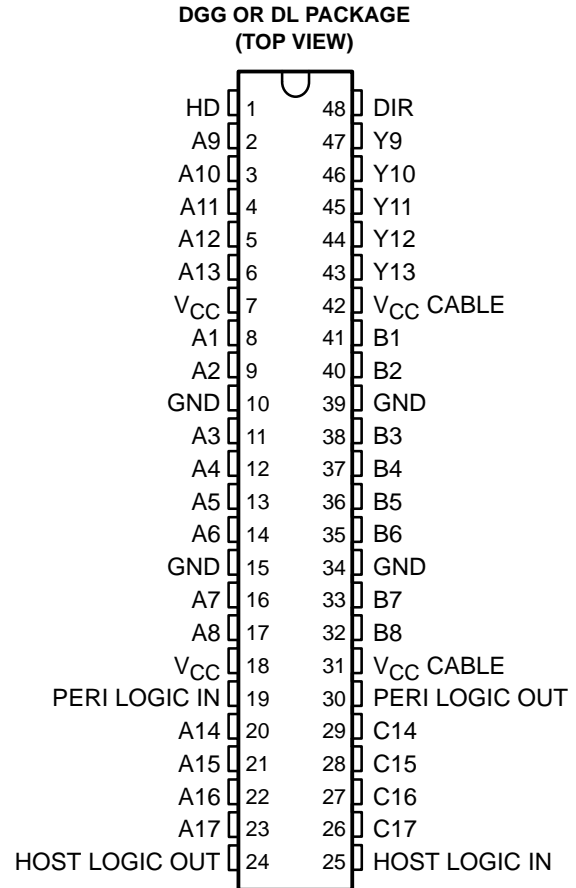 DGG OR DL PACKAGE
(TOP VIEW)
HD 1 48 DIR
A9 2 47 Y9
A10 3 46 Y10
A11 4 45 Y11
A12 5 44 Y12
A13 6 43 Y13
VCC 7 42 VCC CABLE
A1 8 41 B1
A2 9 40 B2
GND 10 39 GND
A3 11 38 B3
A4 12 37 B4
A5 13 36 B5
A6 14 35 B6
GND 15 34 GND
A7 16 33 B7
A8 17 32 B8
VCC 18 31 VCC CABLE
PERI LOGIC IN 19 30 PERI LOGIC OUT
A14 20 29 C14
A15 21 28 C15
A16 22 27 C16
A17 23 26 C17
HOST LOGIC OUT 24 25 HOST LOGIC IN